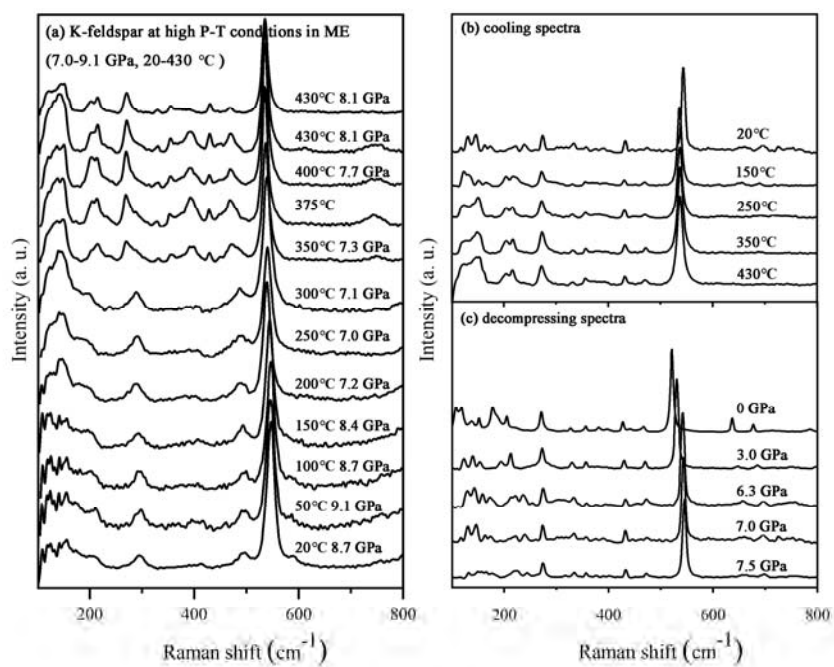 (a) K-feldspar at high P-T conditions in ME
(7.0-9.1 GPa, 20-430 °C )
430°C 8.1 GPa
430°C 8.1 GPa
400°C 7.7 GPa
375°C
350°C 7.3 GPa
300°C 7.1 GPa
250°C 7.0 GPa
200°C 7.2 GPa
150°C 8.4 GPa
100°C 8.7 GPa
50°C 9.1 GPa
20°C 8.7 GPa
Intensity (a. u.)
200 400 600 800
Raman shift (cm⁻¹)
(b) cooling spectra
20°C
150°C
250°C
350°C
430°C
Intensity (a. u.)
(c) decompressing spectra
0 GPa
3.0 GPa
6.3 GPa
7.0 GPa
7.5 GPa
200 400 600 800
Raman shift (cm⁻¹)